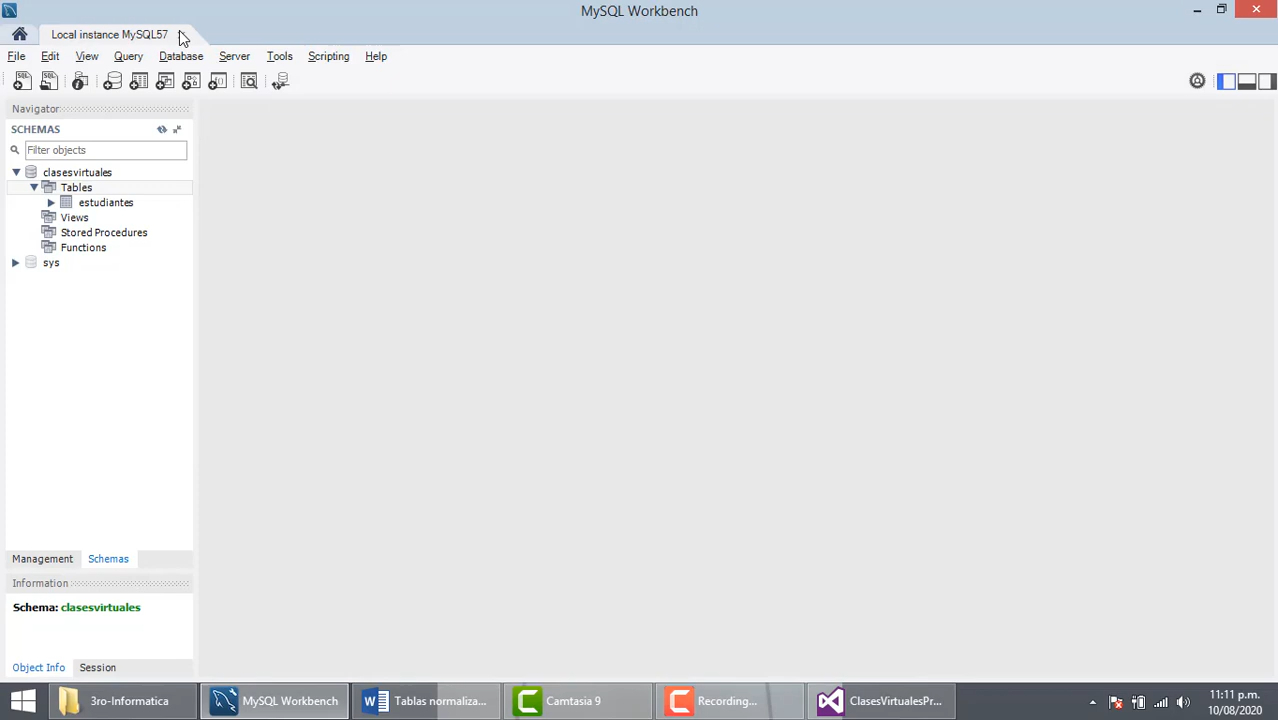 MySQL Workbench
Local instance MySQL57
File Edit View Query Database Server Tools Scripting Help
Navigator
SCHEMAS
Filter objects
clasesvirtuales
Tables
estudiantes
Views
Stored Procedures
Functions
sys
Management Schemas
Information
Schema: clasesvirtuales
Object Info Session
3ro-Informatica MySQL Workbench Tablas normaliza... Camtasia 9 Recording... ClasesVirtualesPr...
11:11 p.m.
10/08/2020